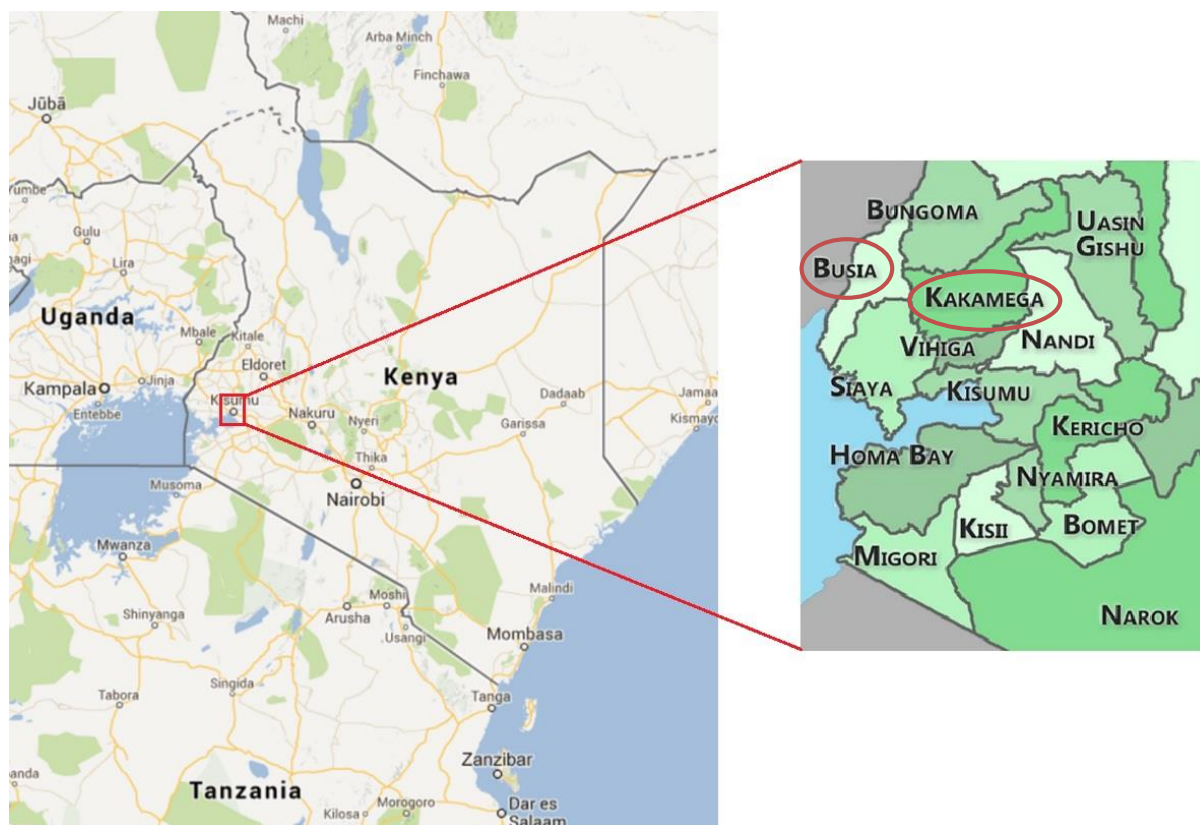 Machi
Arba Minch
Finchawa
Jūbā
Yumbe
Gulu
Lira
Uganda
Mbale
Kitale
Eldoret
Kenya
Kampala
Jinja
Entebbe
Kisumu
Nakuru
Nyeri
Dadaab
Garissa
Jamaa
Kismayo
Thika
Nairobi
Musoma
Mwanza
Malindi
Shinyanga
Moshi
Arusha
Usangi
Mombasa
Singida
Tabora
Tanga
Zanzibar
Tanzania
Kilosa
Morogoro
Dar es
Salaam
BUNGOMA
UASIN
GISHU
BUSIA
KAKAMEGA
VIHIGA
NANDI
SIAYA
KISUMU
KERICHO
HOMA BAY
NYAMIRA
KISII
BOMET
MIGORI
NAROK